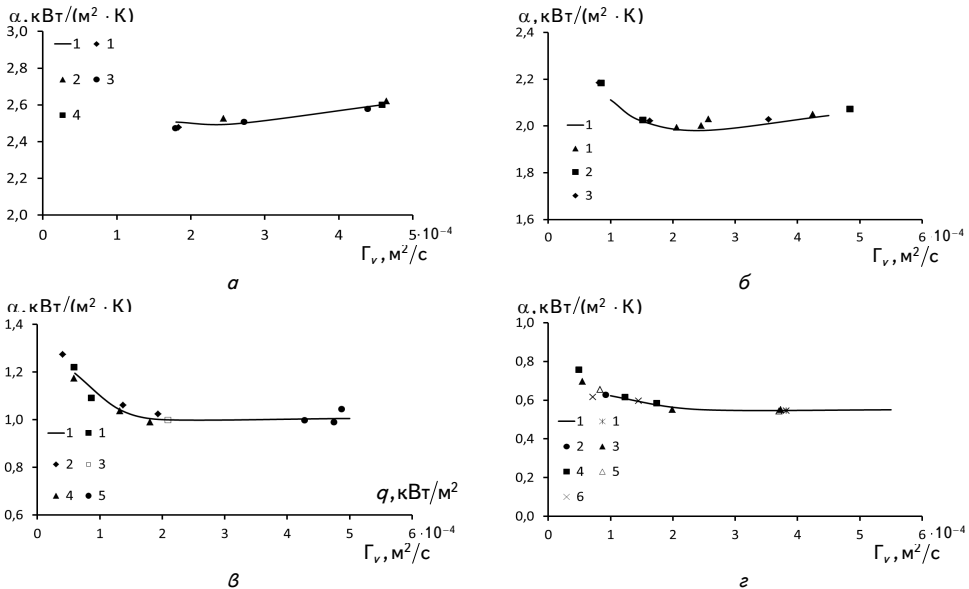 α, кВт/(м² · К)
3,0
2,8
2,6
2,4
2,2
2,0
1 1
2 3
4
0 1 2 3 4 5·10⁻⁴
Γᵥ, м²/с
а
α, кВт/(м² · К)
2,4
2,2
2,0
1,8
1,6
1
1
2
3
0 1 2 3 4 5 6 ·10⁻⁴
Γᵥ, м²/с
б
α, кВт/(м² · К)
1,4
1,2
1,0
0,8
0,6
1 1
2 3
4 5
q, кВт/м²
0 1 2 3 4 5 6 ·10⁻⁴
Γᵥ, м²/с
в
α, кВт/(м² · К)
1,0
0,8
0,6
0,4
0,2
0,0
1 1
2 3
4 5
6
0 1 2 3 4 5 6 ·10⁻⁴
Γᵥ, м²/с
г